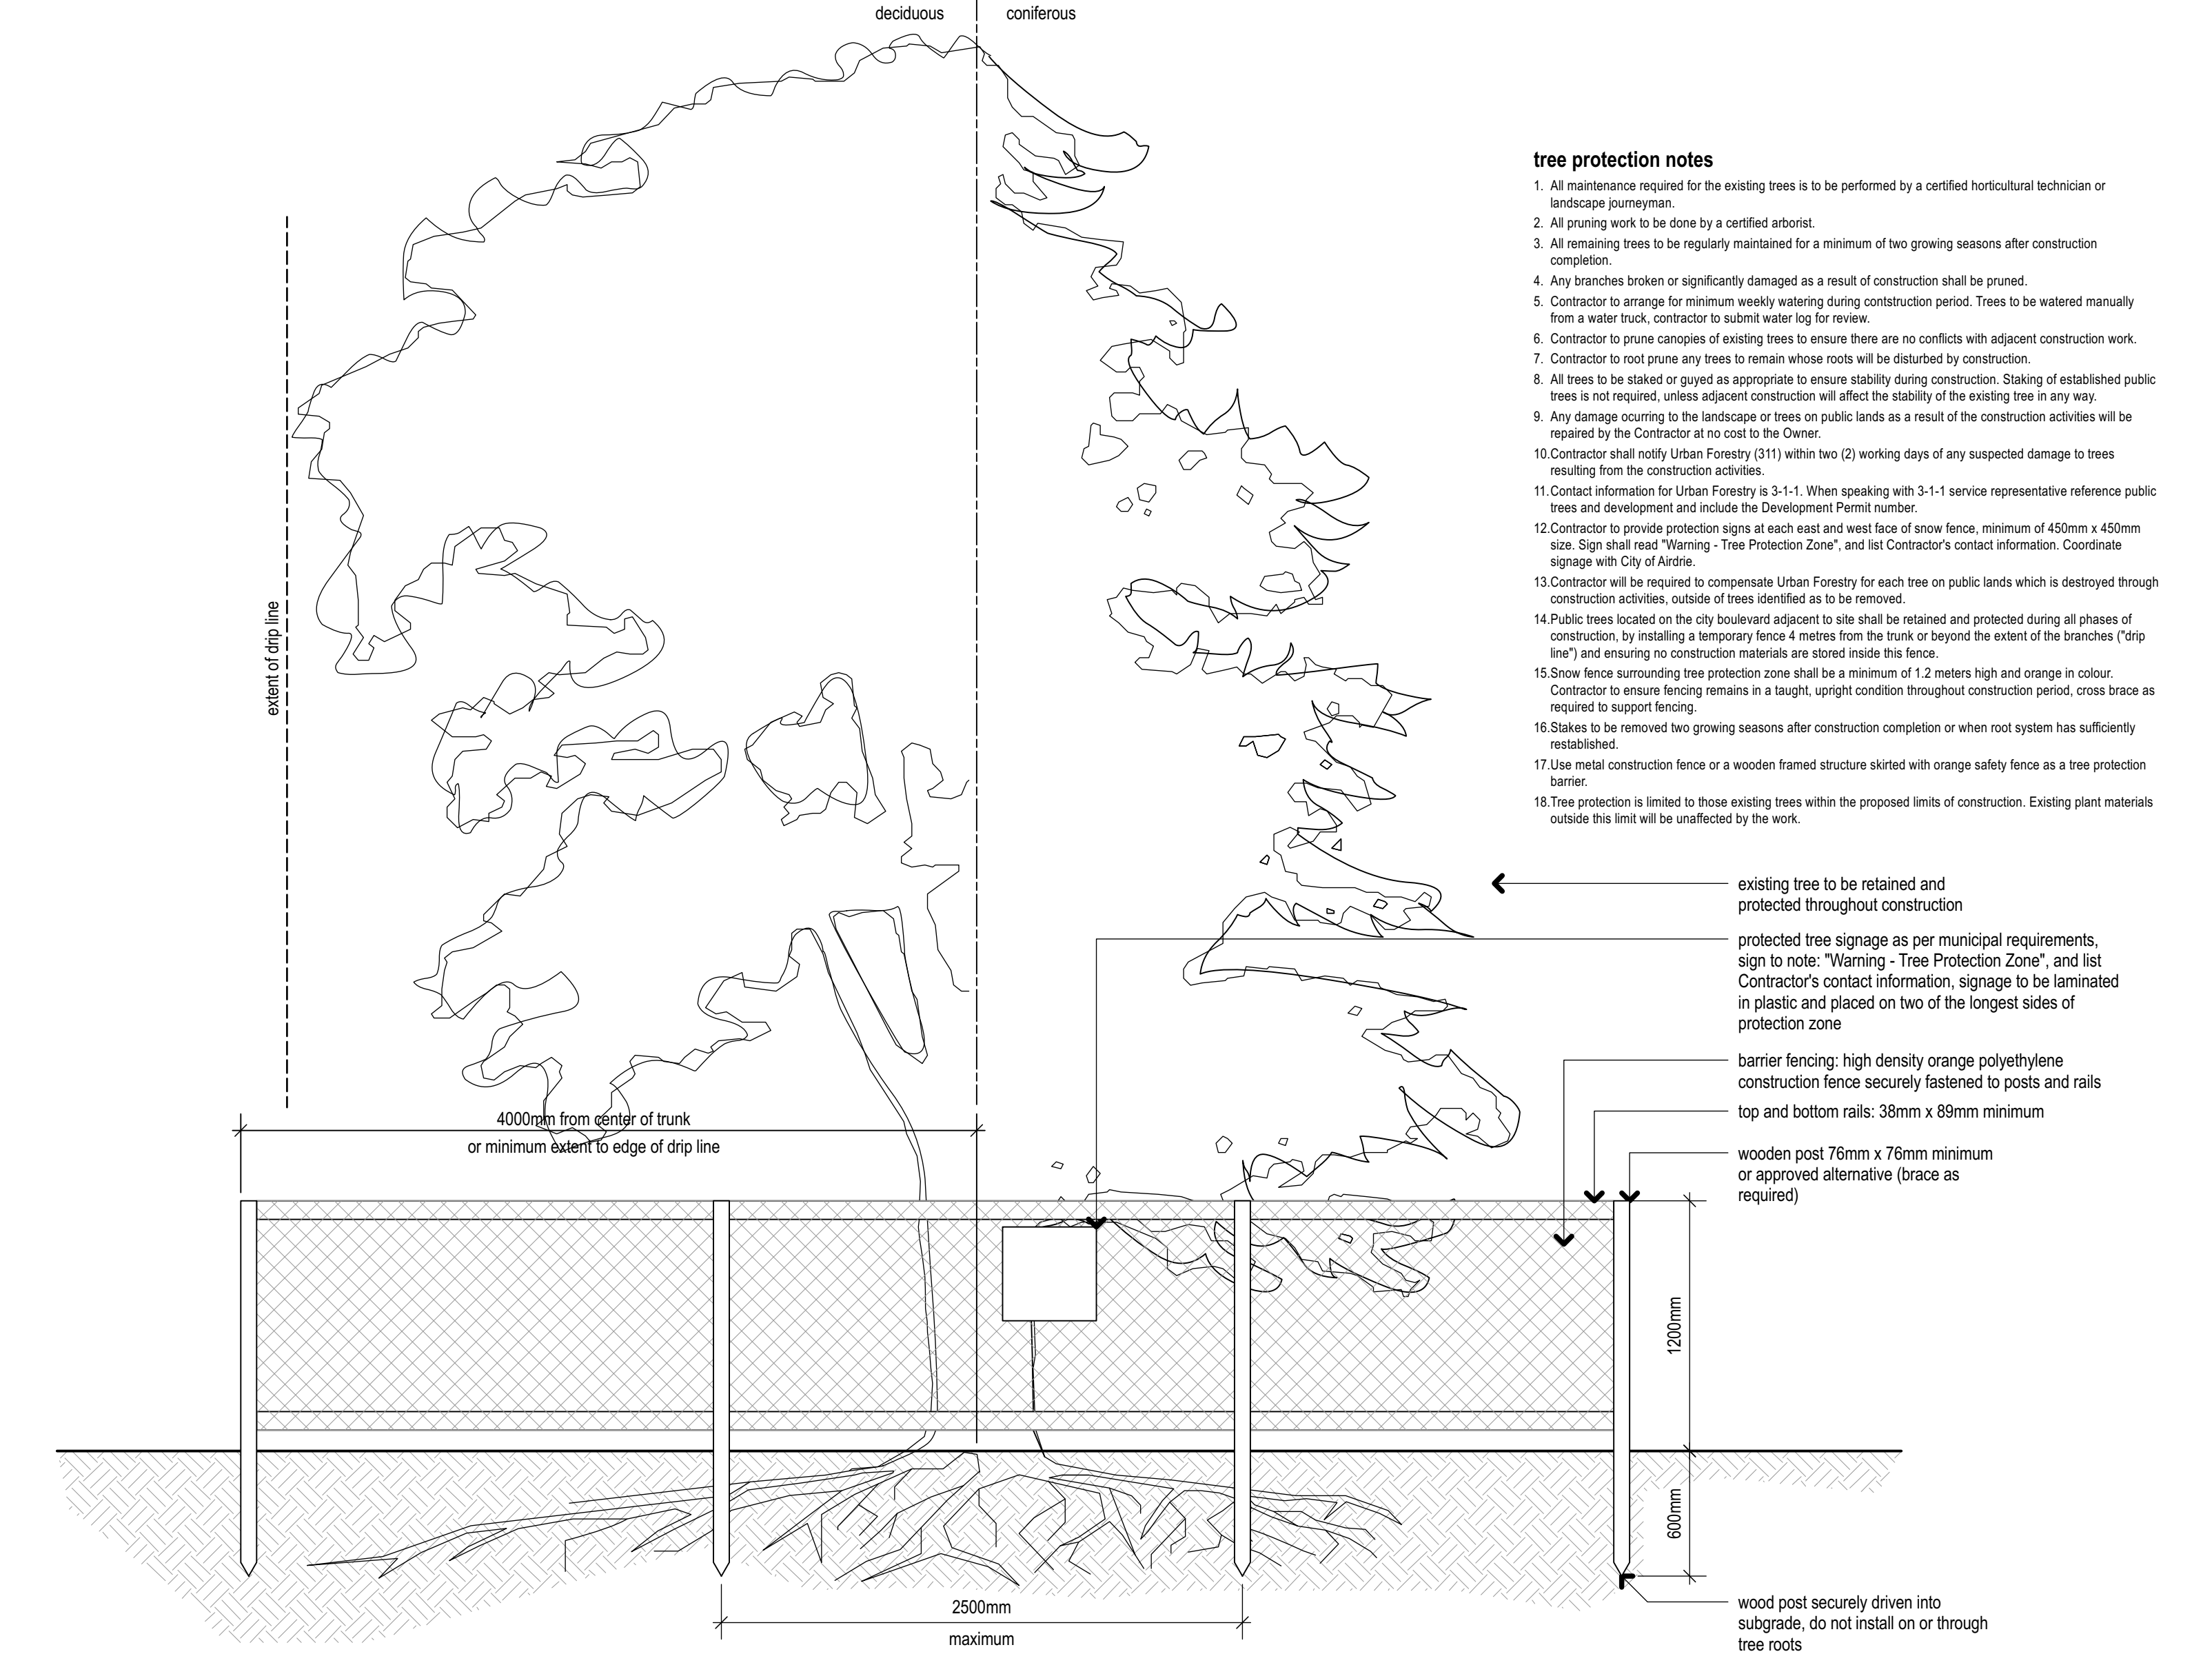 deciduous
coniferous
tree protection notes
1. All maintenance required for the existing trees is to be performed by a certified horticultural technician or
landscape journeyman.
2. All pruning work to be done by a certified arborist.
3. All remaining trees to be regularly maintained for a minimum of two growing seasons after construction
completion.
4. Any branches broken or significantly damaged as a result of construction shall be pruned.
5. Contractor to arrange for minimum weekly watering during contstruction period. Trees to be watered manually
from a water truck, contractor to submit water log for review.
6. Contractor to prune canopies of existing trees to ensure there are no conflicts with adjacent construction work.
7. Contractor to root prune any trees to remain whose roots will be disturbed by construction.
8. All trees to be staked or guyed as appropriate to ensure stability during construction. Staking of established public
trees is not required, unless adjacent construction will affect the stability of the existing tree in any way.
9. Any damage ocurring to the landscape or trees on public lands as a result of the construction activities will be
repaired by the Contractor at no cost to the Owner.
10.Contractor shall notify Urban Forestry (311) within two (2) working days of any suspected damage to trees
resulting from the construction activities.
11.Contact information for Urban Forestry is 3-1-1. When speaking with 3-1-1 service representative reference public
trees and development and include the Development Permit number.
12.Contractor to provide protection signs at each east and west face of snow fence, minimum of 450mm x 450mm
size. Sign shall read "Warning - Tree Protection Zone", and list Contractor's contact information. Coordinate
signage with City of Airdrie.
13.Contractor will be required to compensate Urban Forestry for each tree on public lands which is destroyed through
construction activities, outside of trees identified as to be removed.
14.Public trees located on the city boulevard adjacent to site shall be retained and protected during all phases of
construction, by installing a temporary fence 4 metres from the trunk or beyond the extent of the branches ("drip
line") and ensuring no construction materials are stored inside this fence.
15.Snow fence surrounding tree protection zone shall be a minimum of 1.2 meters high and orange in colour.
Contractor to ensure fencing remains in a taught, upright condition throughout construction period, cross brace as
required to support fencing.
16.Stakes to be removed two growing seasons after construction completion or when root system has sufficiently
restablished.
17.Use metal construction fence or a wooden framed structure skirted with orange safety fence as a tree protection
barrier.
18.Tree protection is limited to those existing trees within the proposed limits of construction. Existing plant materials
outside this limit will be unaffected by the work.
extent of drip line
existing tree to be retained and
protected throughout construction
protected tree signage as per municipal requirements,
sign to note: "Warning - Tree Protection Zone", and list
Contractor's contact information, signage to be laminated
in plastic and placed on two of the longest sides of
protection zone
barrier fencing: high density orange polyethylene
construction fence securely fastened to posts and rails
top and bottom rails: 38mm x 89mm minimum
wooden post 76mm x 76mm minimum
or approved alternative (brace as
required)
4000mm from center of trunk
or minimum extent to edge of drip line
1200mm
600mm
2500mm
maximum
wood post securely driven into
subgrade, do not install on or through
tree roots